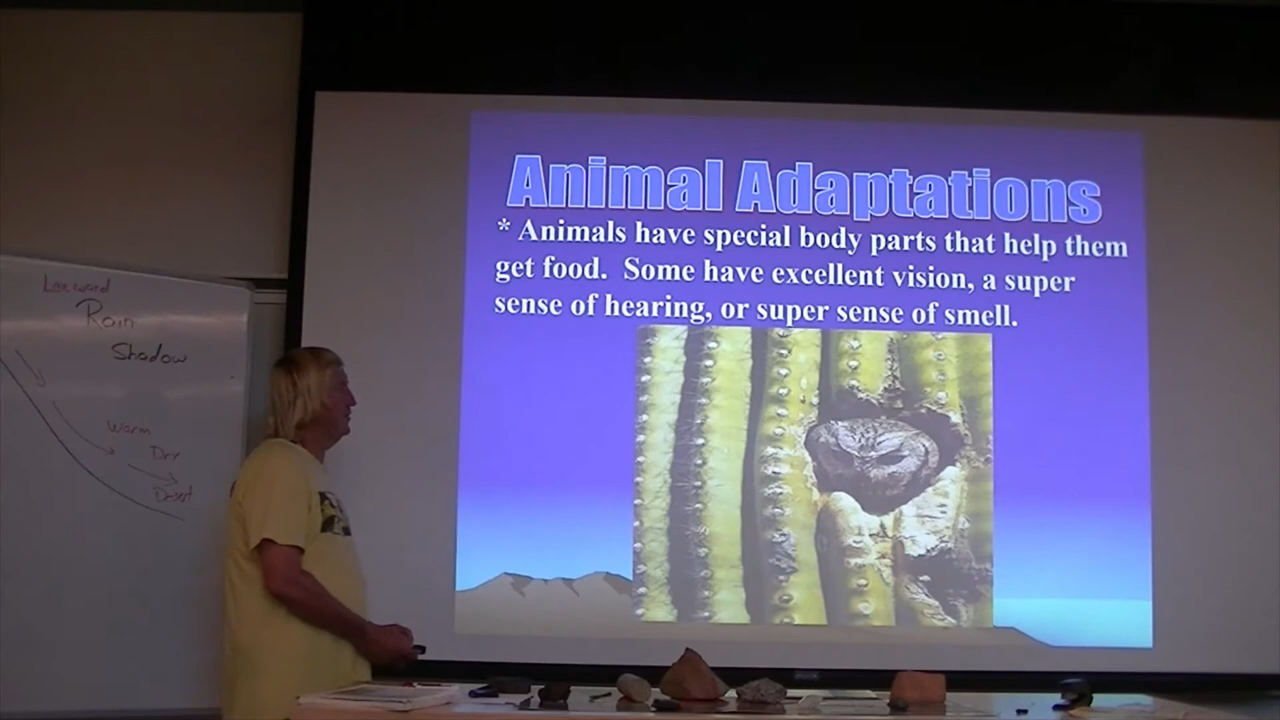 Leeward
Rain
Shadow
Warm
Dry
Desert
Animal Adaptations
* Animals have special body parts that help them
get food.  Some have excellent vision, a super
sense of hearing, or super sense of smell.